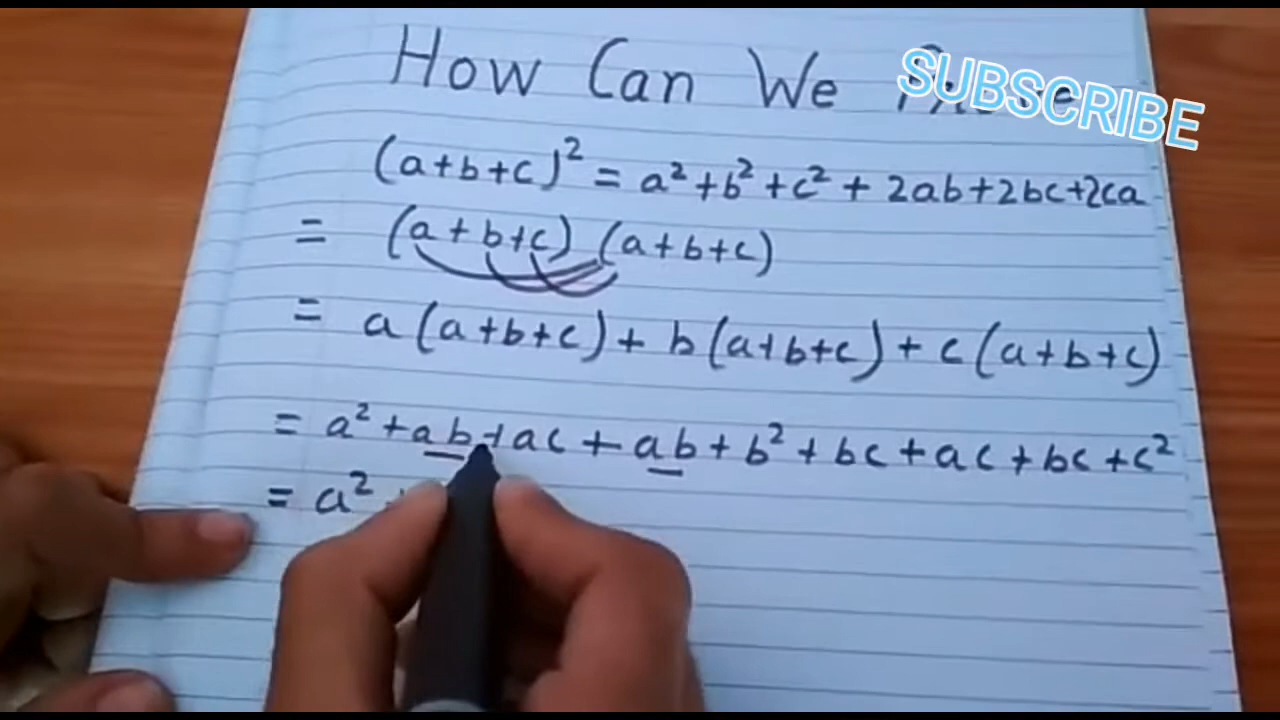 How Can We
SUBSCRIBE
(a+b+c)² = a²+b²+c²+2ab+2bc+2ca
= (a+b+c)(a+b+c)
= a(a+b+c)+b(a+b+c)+c(a+b+c)
= a²+ab+ac+ab+b²+bc+ac+bc+c²
= a²+